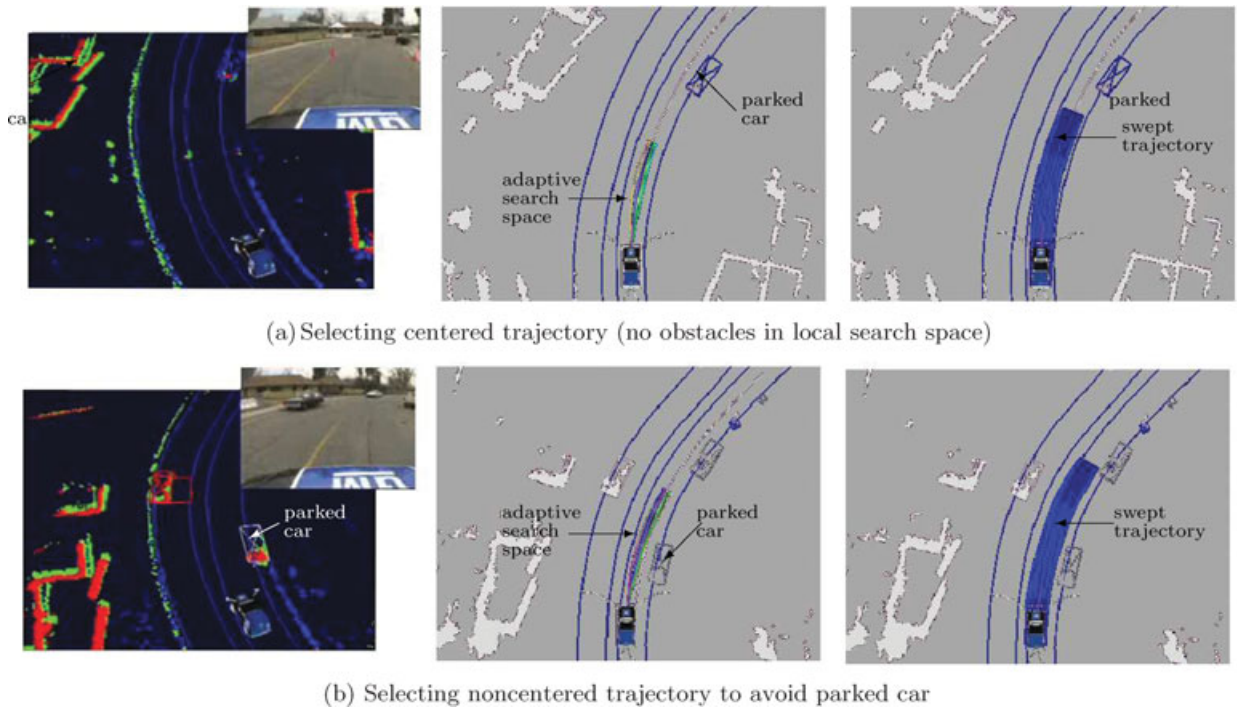 ca
parked
car
adaptive
search
space
parked
swept
trajectory
(a) Selecting centered trajectory (no obstacles in local search space)
parked
car
adaptive
search
space
parked
car
swept
trajectory
(b) Selecting noncentered trajectory to avoid parked car